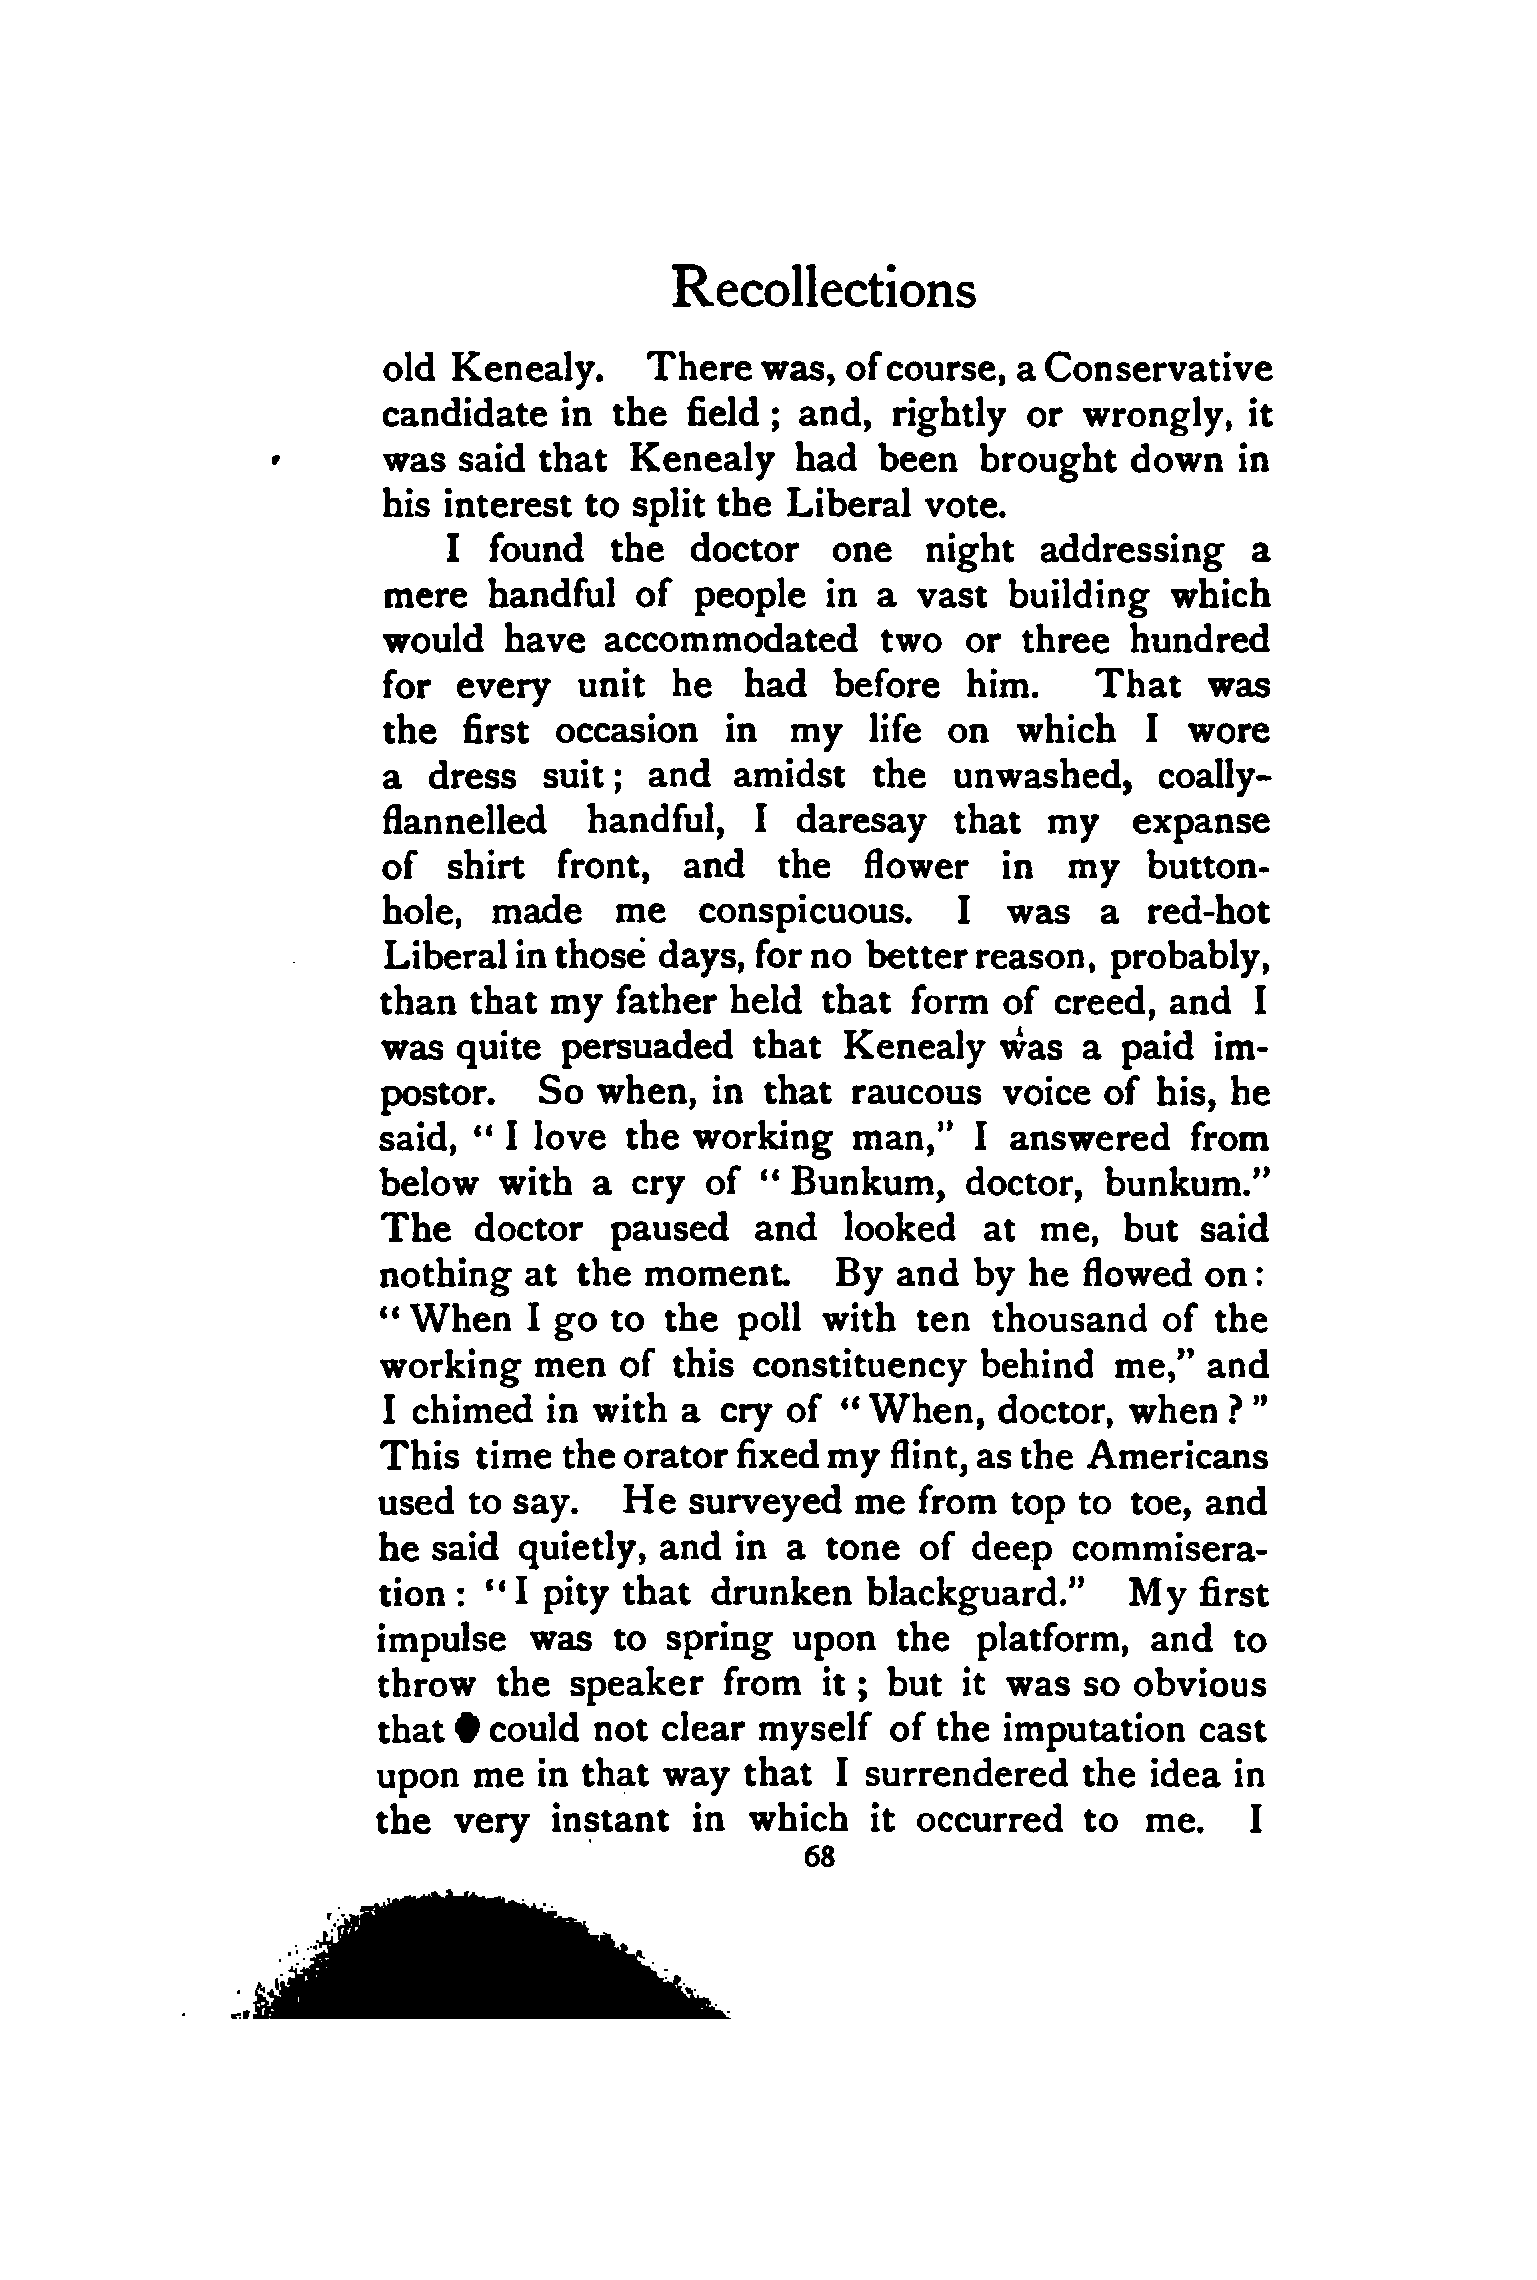 Recollections
old Kenealy. There was, of course, a Conservative
candidate in the field ; and, rightly or wrongly, it
was said that Kenealy had been brought down in
his interest to split the Liberal vote.
I found the doctor one night addressing a
mere handful of people in a vast building which
would have accommodated two or three hundred
for every unit he had before him. That was
the first occasion in my life on which I wore
a dress suit ; and amidst the unwashed, coally-
flannelled handful, I daresay that my expanse
of shirt front, and the flower in my button-
hole, made me conspicuous. I was a red-hot
Liberal in those days, for no better reason, probably,
than that my father held that form of creed, and I
was quite persuaded that Kenealy was a paid im-
postor. So when, in that raucous voice of his, he
said, “ I love the working man,” I answered from
below with a cry of “ Bunkum, doctor, bunkum.”
The doctor paused and looked at me, but said
nothing at the moment. By and by he flowed on :
“ When I go to the poll with ten thousand of the
working men of this constituency behind me,” and
I chimed in with a cry of “ When, doctor, when ? ”
This time the orator fixed my flint, as the Americans
used to say. He surveyed me from top to toe, and
he said quietly, and in a tone of deep commisera-
tion : “ I pity that drunken blackguard.” My first
impulse was to spring upon the platform, and to
throw the speaker from it ; but it was so obvious
that could not clear myself of the imputation cast
upon me in that way that I surrendered the idea in
the very instant in which it occurred to me. I
68